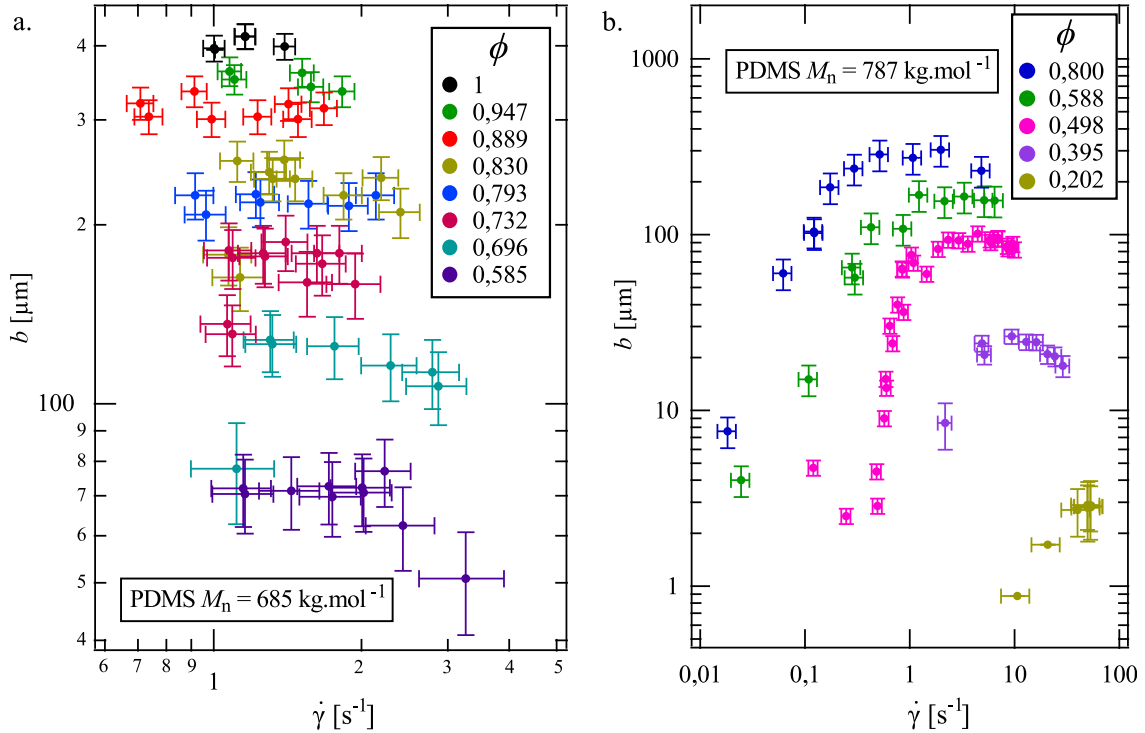 a.
4
3
200
100
9
8
7
6
5
4
b [μm]
ϕ
1
0,947
0,889
0,830
0,793
0,732
0,696
0,585
PDMS Mn = 685 kg.mol-1
6 7 8 9 1 2 3 4 5
γ̇ [s-1]
b.
1000
100
10
1
b [μm]
PDMS Mn = 787 kg.mol-1
ϕ
0,800
0,588
0,498
0,395
0,202
0,01 0,1 1 10 100
γ̇ [s-1]